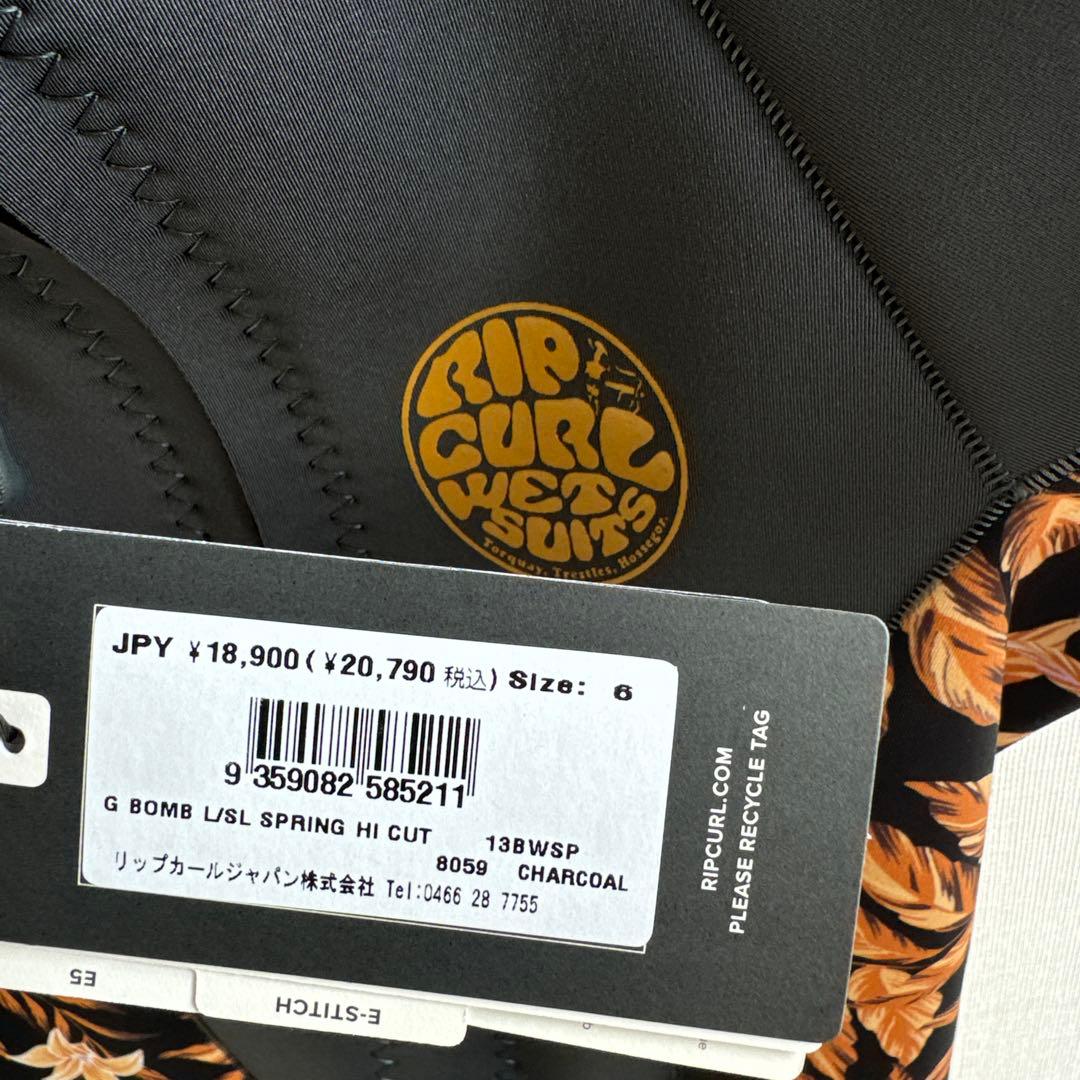 RIP
CURL
WET
SUITS
Torquay, Trestles, Hossegor.
JPY ¥18,900(¥20,790 税込) Size: 6
9 359082 585211
G BOMB L/SL SPRING HI CUT 13BWSP
8059 CHARCOAL
リップカールジャパン株式会社 Tel:0466 28 7755
RIPCURL.COM
PLEASE RECYCLE TAG
E5
E-STITCH